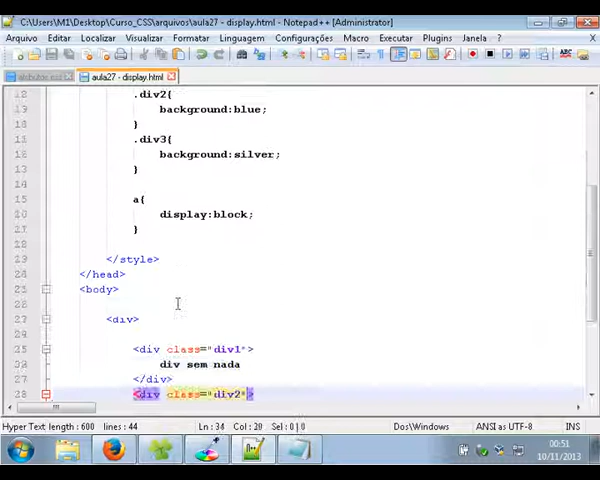 C:\Users\M1\Desktop\Curso_CSS\arquivos\aula27 - display.html - Notepad++ [Administrator]
Arquivo Editar Localizar Visualizar Formatar Linguagem Configurações Macro Executar Plugins Janela ? X
aula27 - display.html
.div2{
background:blue;
}
.div3{
background:silver;
}
a{
display:block;
}
</style>
</head>
<body>
<div>
<div class="div1">
div sem nada
</div>
<div class="div2">
Hyper Text length : 600 lines : 44 Ln : 34 Col : 20 Sel : 0 | 0 Dos\Windows ANSI as UTF-8 INS
00:51
10/11/2013